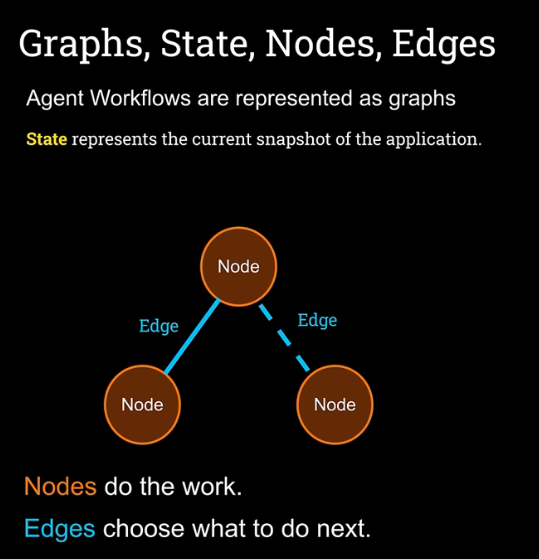 Graphs, State, Nodes, Edges
Agent Workflows are represented as graphs
State represents the current snapshot of the application.
Node
Edge
Edge
Node
Node
Nodes do the work.
Edges choose what to do next.